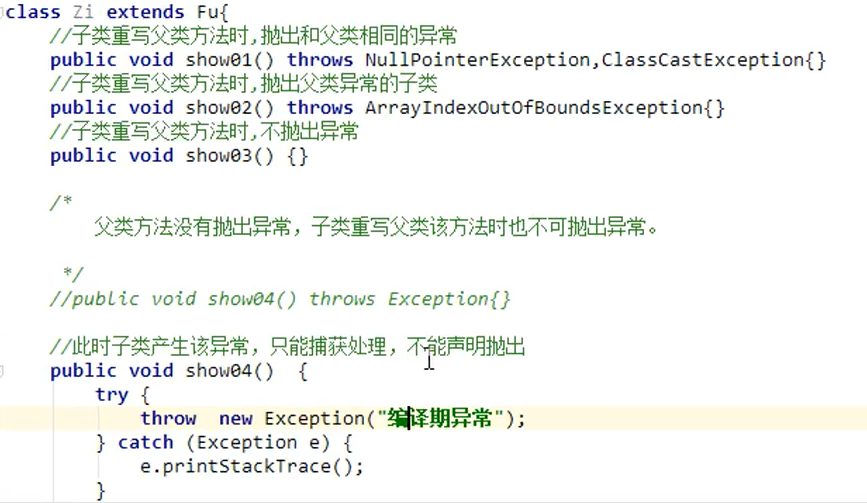 class Zi extends Fu{
//子类重写父类方法时,抛出和父类相同的异常
public void show01() throws NullPointerException,ClassCastException{}
//子类重写父类方法时,抛出父类异常的子类
public void show02() throws ArrayIndexOutOfBoundsException{}
//子类重写父类方法时,不抛出异常
public void show03() {}
/*
父类方法没有抛出异常，子类重写父类该方法时也不可抛出异常。
*/
//public void show04() throws Exception{}
//此时子类产生该异常，只能捕获处理，不能声明抛出
public void show04()  {
try {
throw  new Exception("编译期异常");
} catch (Exception e) {
e.printStackTrace();
}